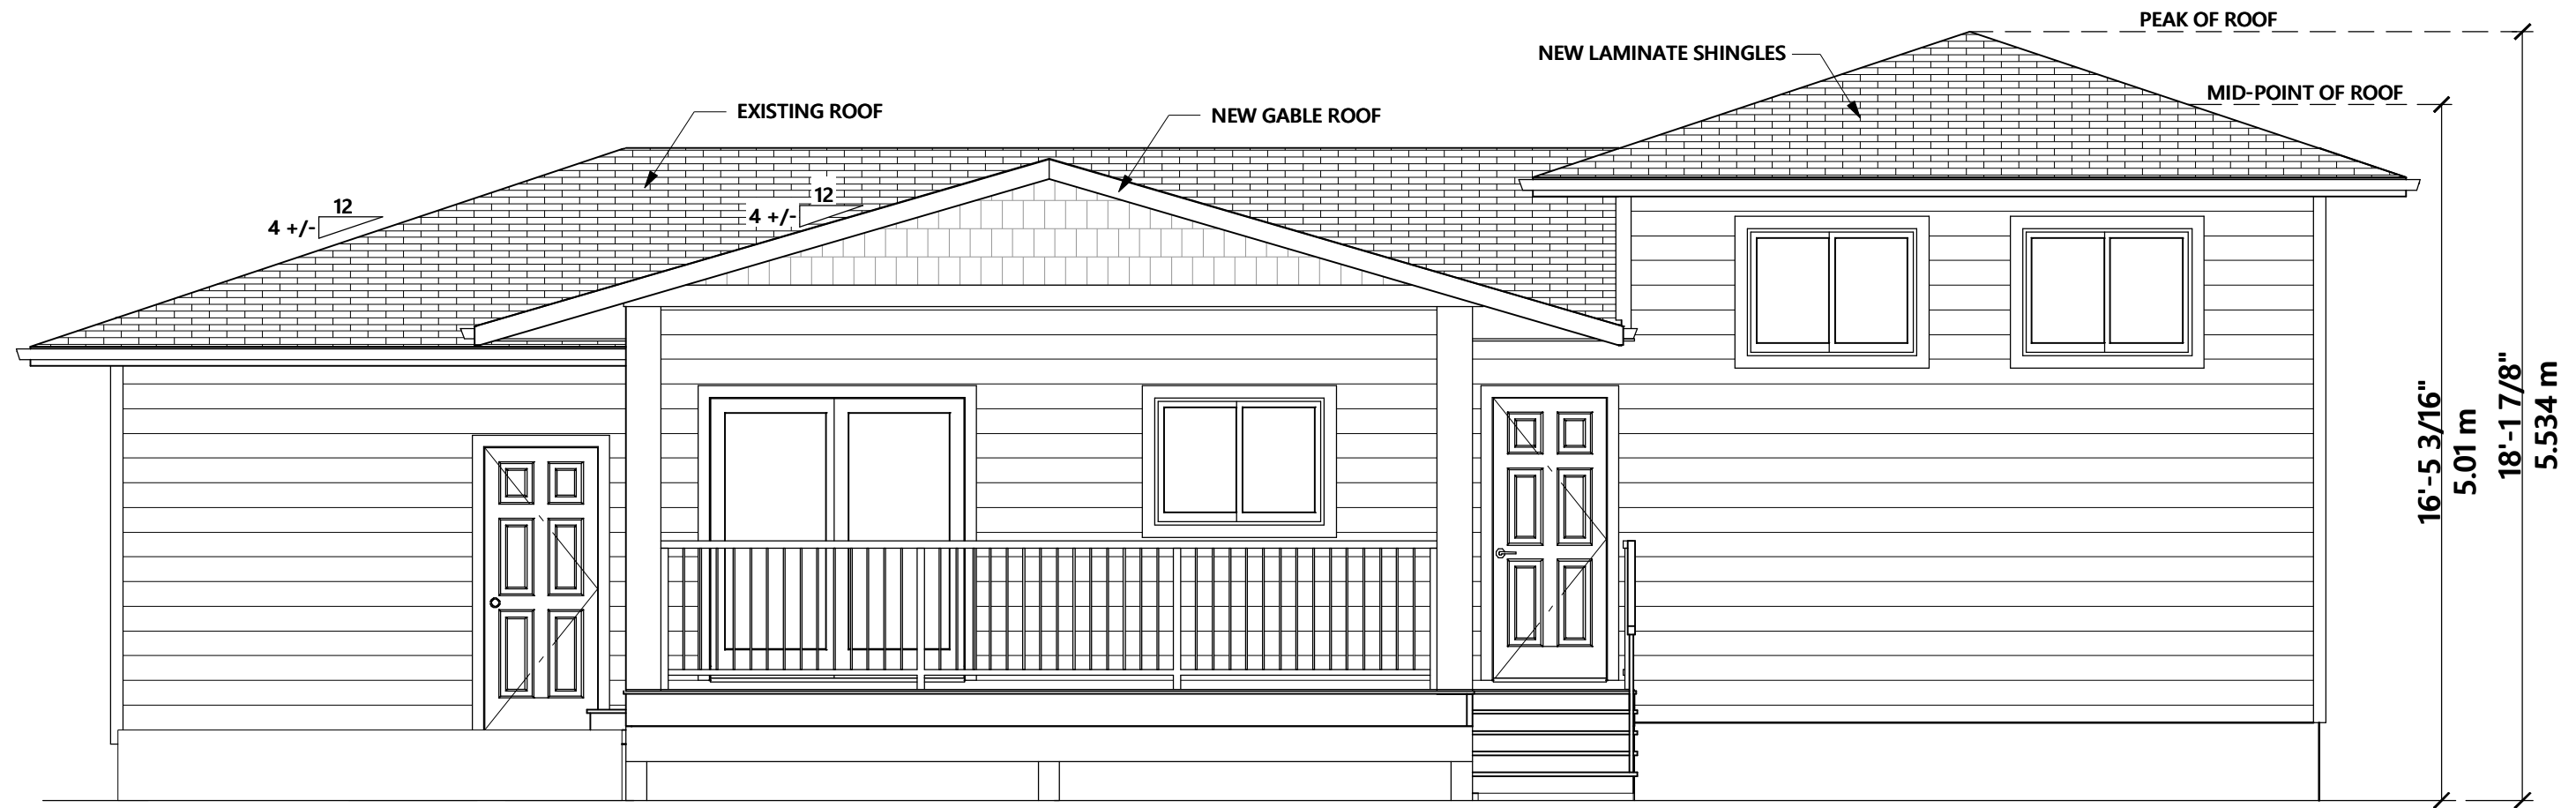 PEAK OF ROOF
NEW LAMINATE SHINGLES
MID-POINT OF ROOF
EXISTING ROOF
NEW GABLE ROOF
12
4 +/-
12
4 +/-
16'-5 3/16"
5.01 m
18'-1 7/8"
5.534 m